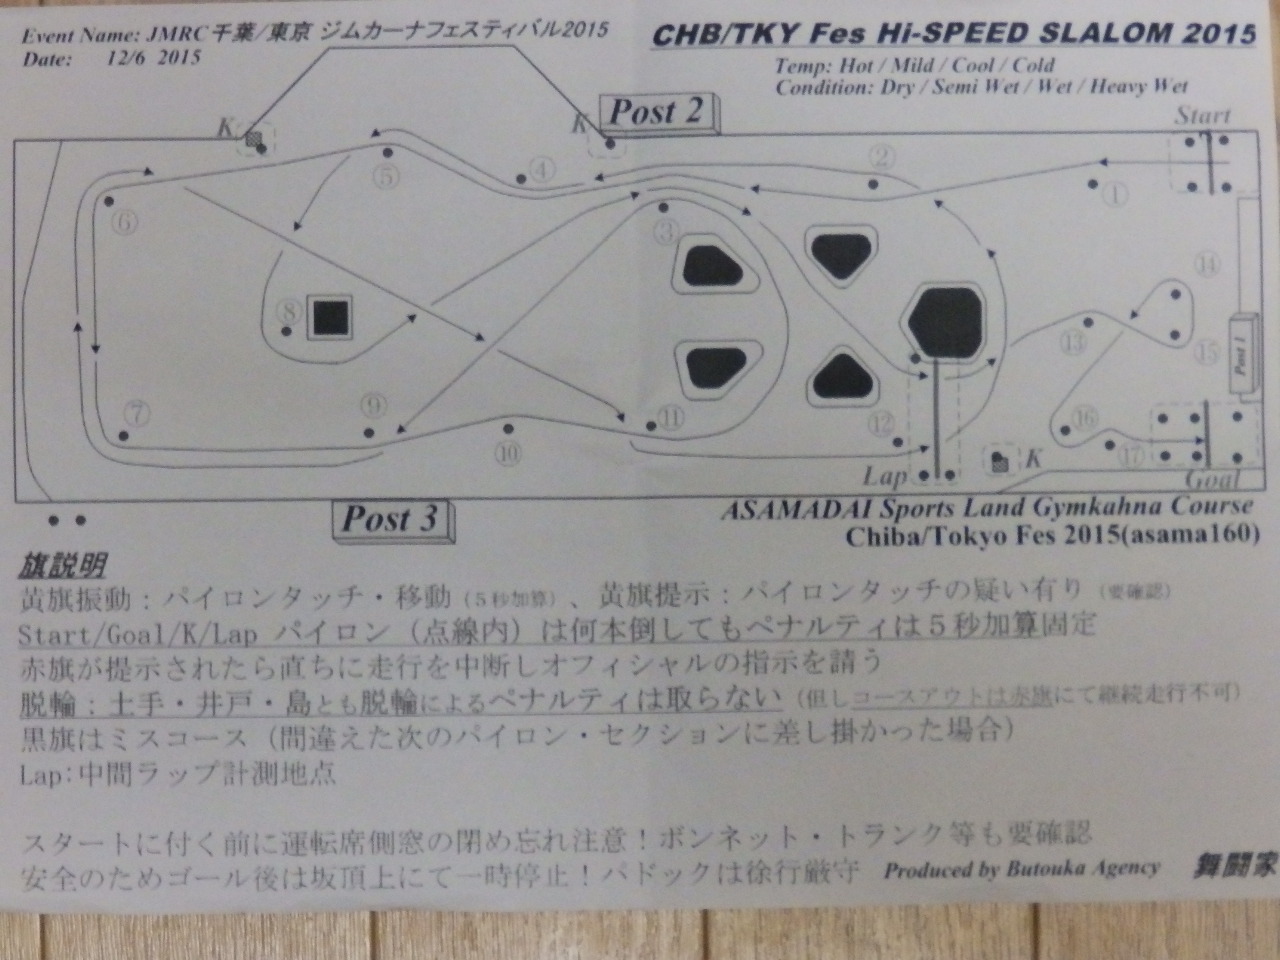 Event Name: JMRC千葉/東京 ジムカーナフェスティバル2015
Date: 12/6 2015
CHB/TKY Fes Hi-SPEED SLALOM 2015
Temp: Hot / Mild / Cool / Cold
Condition: Dry / Semi Wet / Wet / Heavy Wet
K
K
Post 2
Start
②
④
⑤
①
⑥
③
⑭
⑧
⑬
⑮
Post 1
⑦
⑨
⑪
⑫
⑯
⑩
⑰
K
Lap
Goal
Post 3
ASAMADAI Sports Land Gymkahna Course
Chiba/Tokyo Fes 2015(asama160)
旗説明
黄旗振動：パイロンタッチ・移動（５秒加算）、黄旗提示：パイロンタッチの疑い有り（要確認）
Start/Goal/K/Lap パイロン（点線内）は何本倒してもペナルティは５秒加算固定
赤旗が提示されたら直ちに走行を中断しオフィシャルの指示を請う
脱輪：土手・井戸・島とも脱輪によるペナルティは取らない（但しコースアウトは赤旗にて継続走行不可）
黒旗はミスコース（間違えた次のパイロン・セクションに差し掛かった場合）
Lap:中間ラップ計測地点
スタートに付く前に運転席側窓の閉め忘れ注意！ボンネット・トランク等も要確認
安全のためゴール後は坂頂上にて一時停止！パドックは徐行厳守
Produced by Butouka Agency 舞闘家